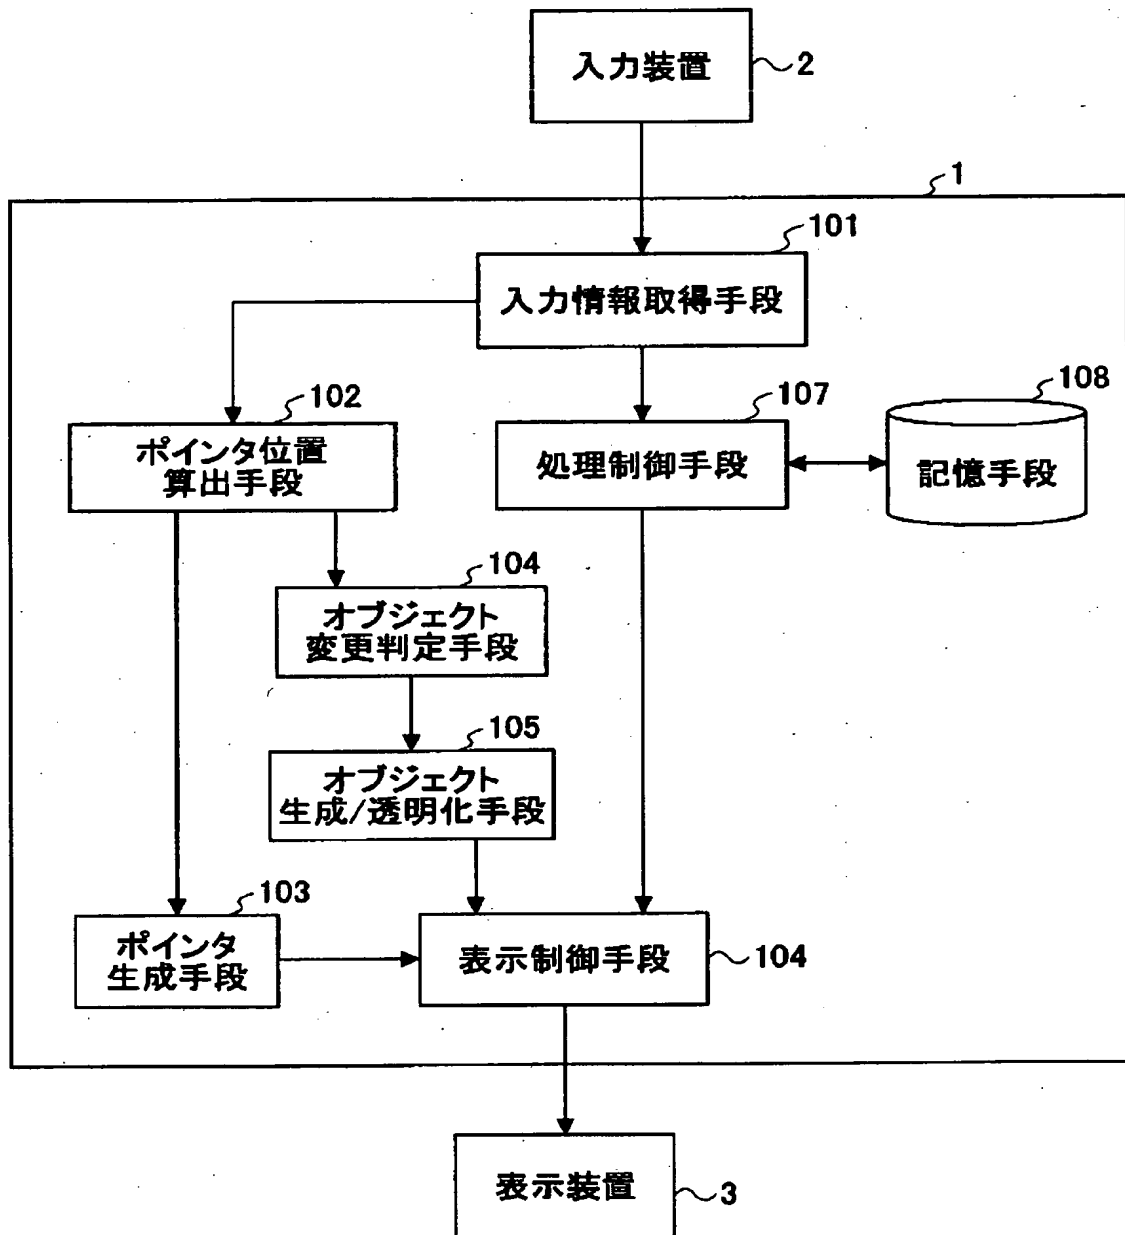 入力装置
2
1
101
入力情報取得手段
102
ポインタ位置
算出手段
107
処理制御手段
108
記憶手段
104
オブジェクト
変更判定手段
105
オブジェクト
生成/透明化手段
103
ポインタ
生成手段
表示制御手段
104
表示装置
3